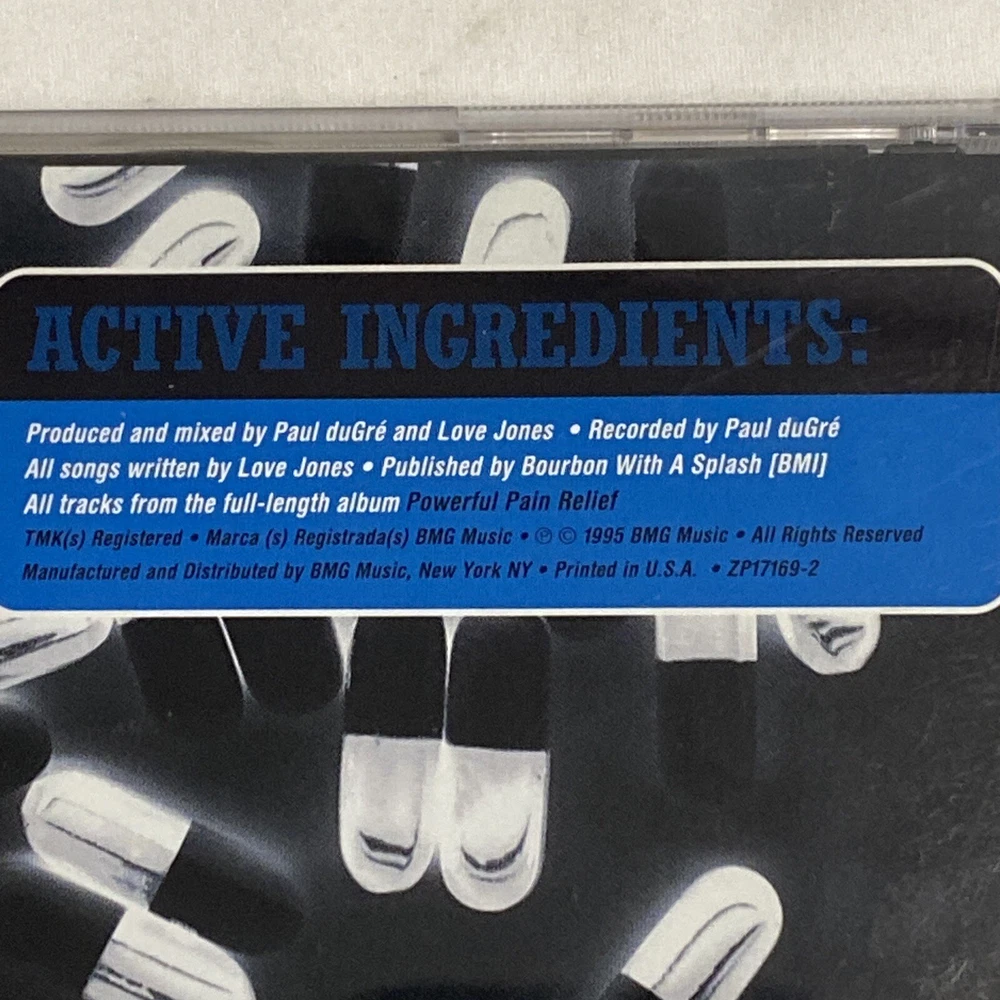 ACTIVE INGREDIENTS:
Produced and mixed by Paul duGré and Love Jones • Recorded by Paul duGré
All songs written by Love Jones • Published by Bourbon With A Splash [BMI]
All tracks from the full-length album Powerful Pain Relief
TMK(s) Registered • Marca (s) Registrada(s) BMG Music • ℗ © 1995 BMG Music • All Rights Reserved
Manufactured and Distributed by BMG Music, New York NY • Printed in U.S.A. • ZP17169-2